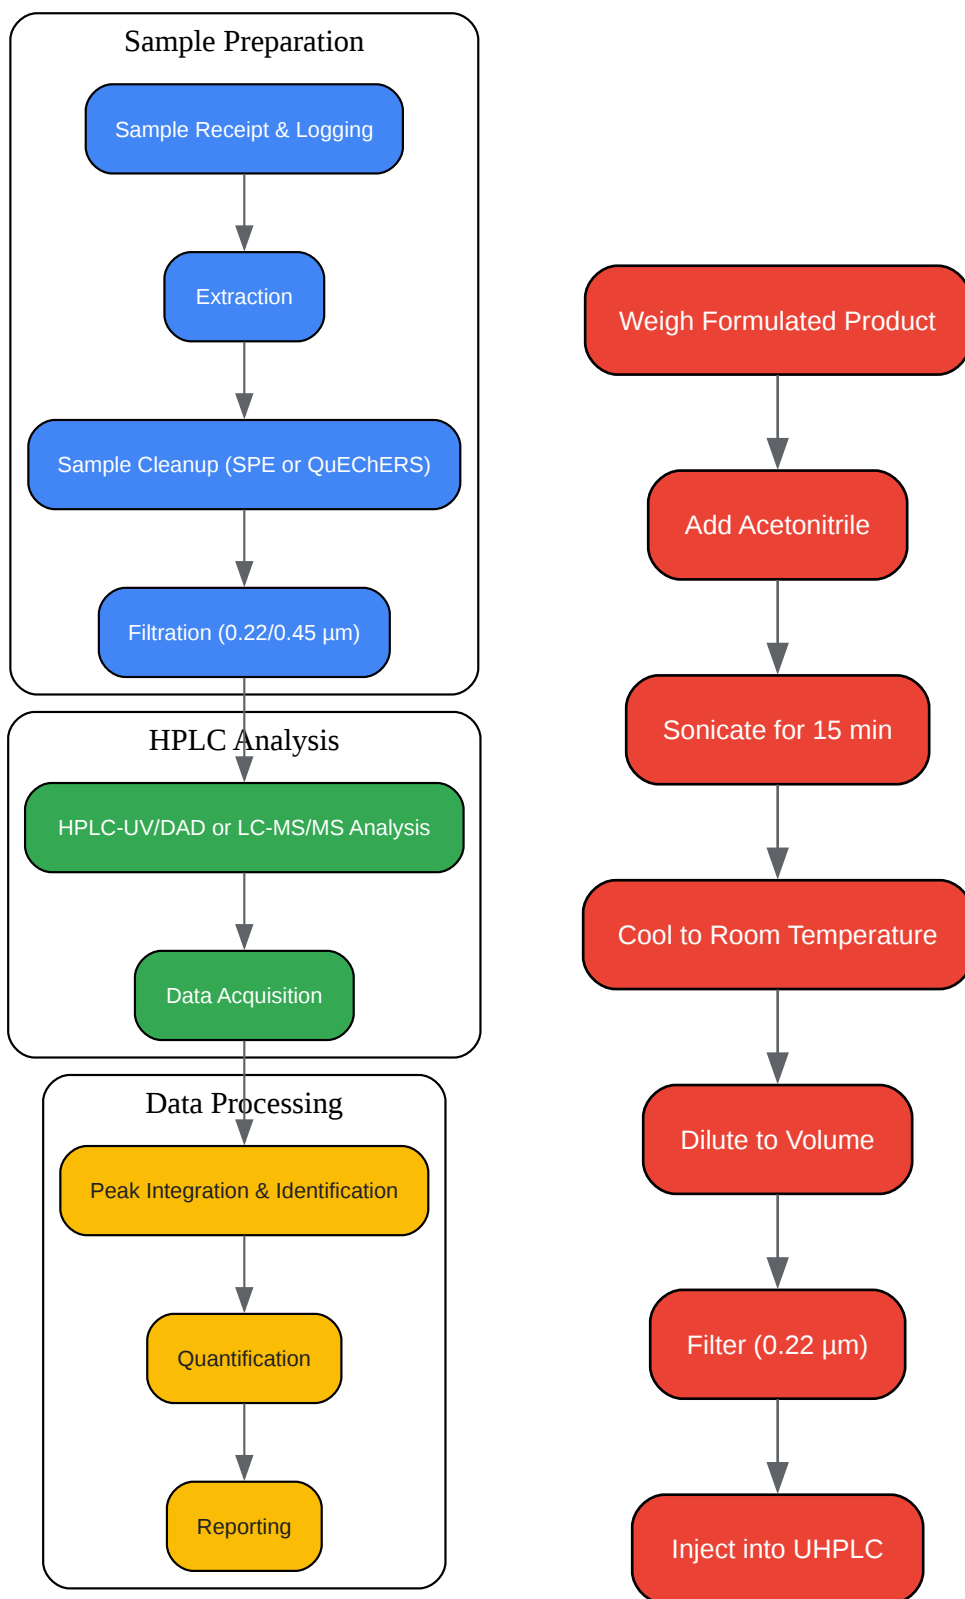 Sample Preparation
Sample Receipt & Logging
Extraction
Sample Cleanup (SPE or QuEChERS)
Filtration (0.22/0.45 µm)
HPLC Analysis
HPLC-UV/DAD or LC-MS/MS Analysis
Data Acquisition
Data Processing
Peak Integration & Identification
Quantification
Reporting
Weigh Formulated Product
Add Acetonitrile
Sonicate for 15 min
Cool to Room Temperature
Dilute to Volume
Filter (0.22 µm)
Inject into UHPLC